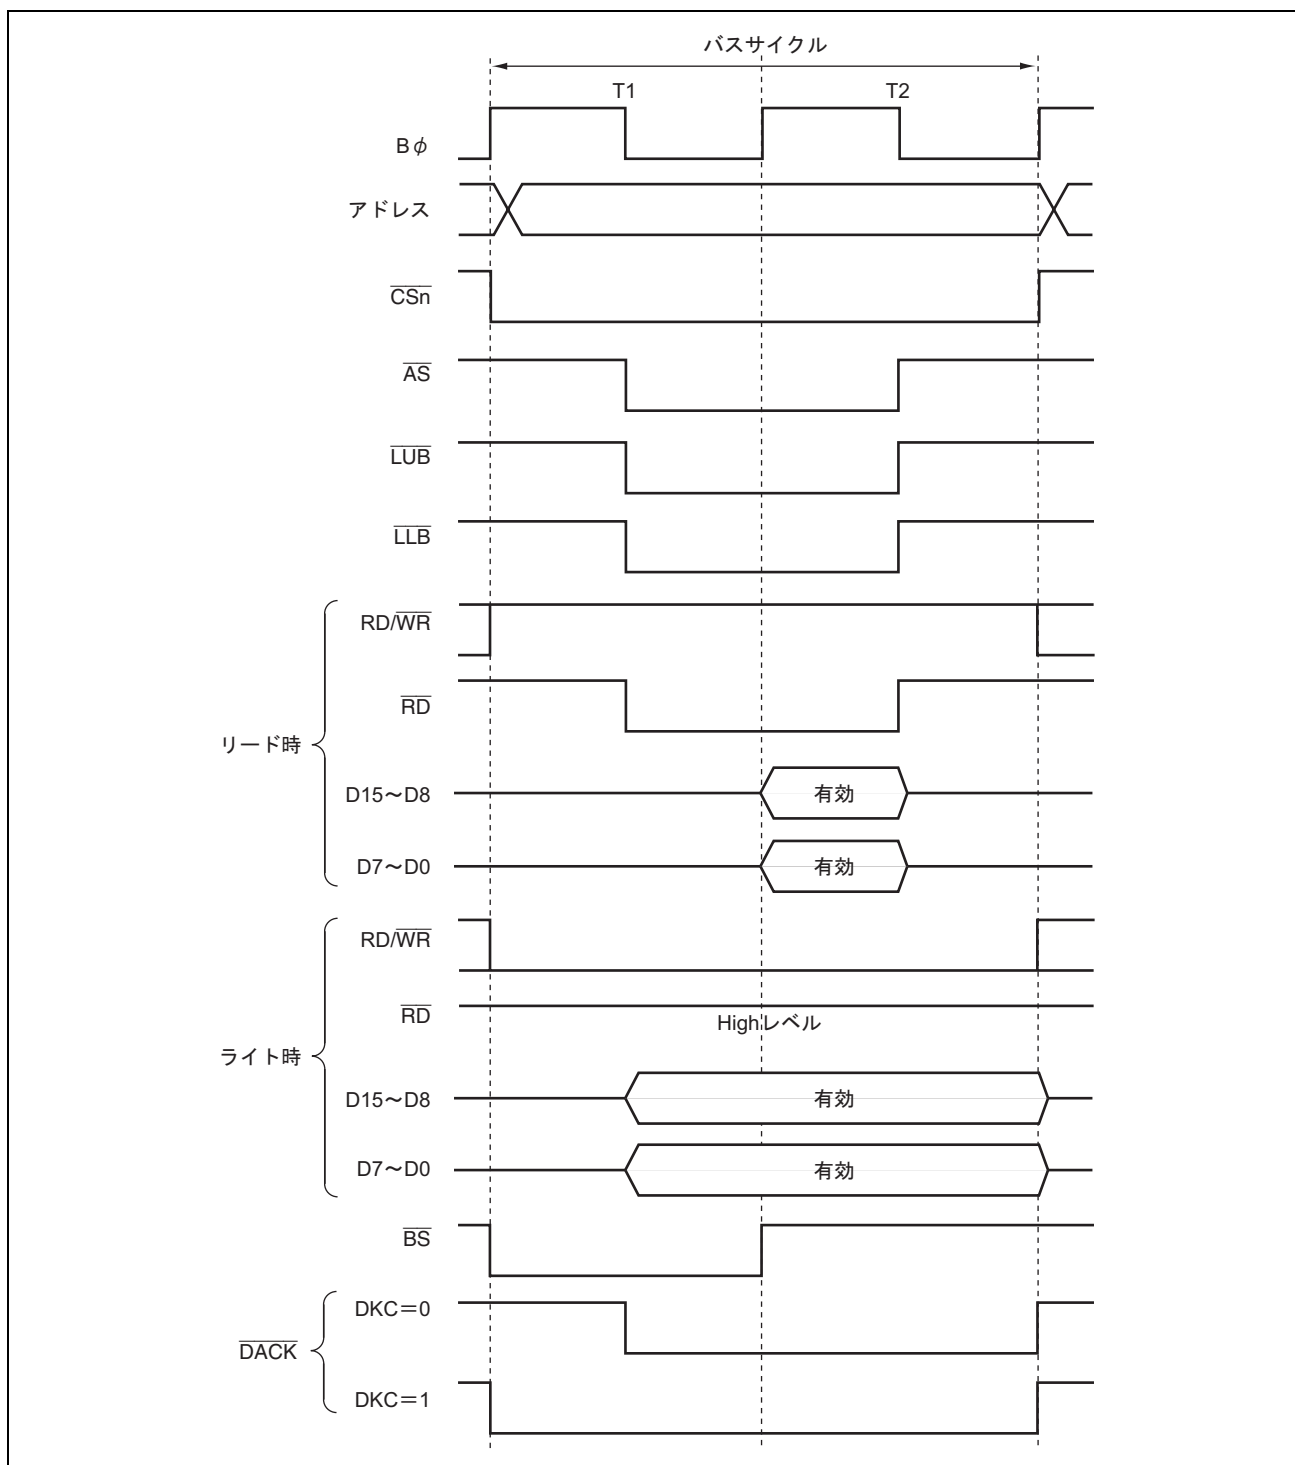 バスサイクル
T1
T2
Bφ
アドレス
CSn
AS
LUB
LLB
リード時
RD/WR
RD
D15～D8
有効
D7～D0
有効
ライト時
RD/WR
RD
Highレベル
D15～D8
有効
D7～D0
有効
BS
DACK
DKC＝0
DKC＝1